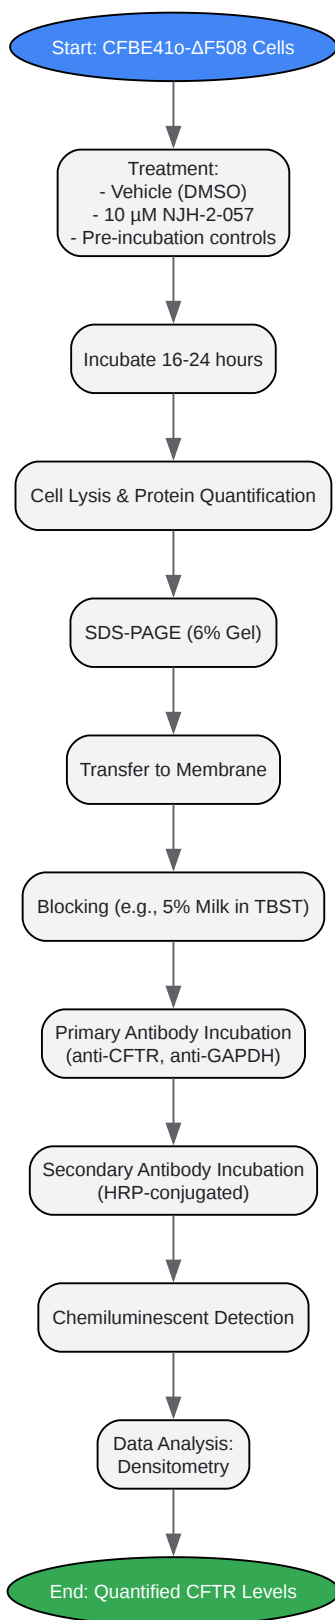 Start: CFBE41o-ΔF508 Cells
Treatment:
- Vehicle (DMSO)
- 10 µM NJH-2-057
- Pre-incubation controls
Incubate 16-24 hours
Cell Lysis & Protein Quantification
SDS-PAGE (6% Gel)
Transfer to Membrane
Blocking (e.g., 5% Milk in TBST)
Primary Antibody Incubation
(anti-CFTR, anti-GAPDH)
Secondary Antibody Incubation
(HRP-conjugated)
Chemiluminescent Detection
Data Analysis:
Densitometry
End: Quantified CFTR Levels